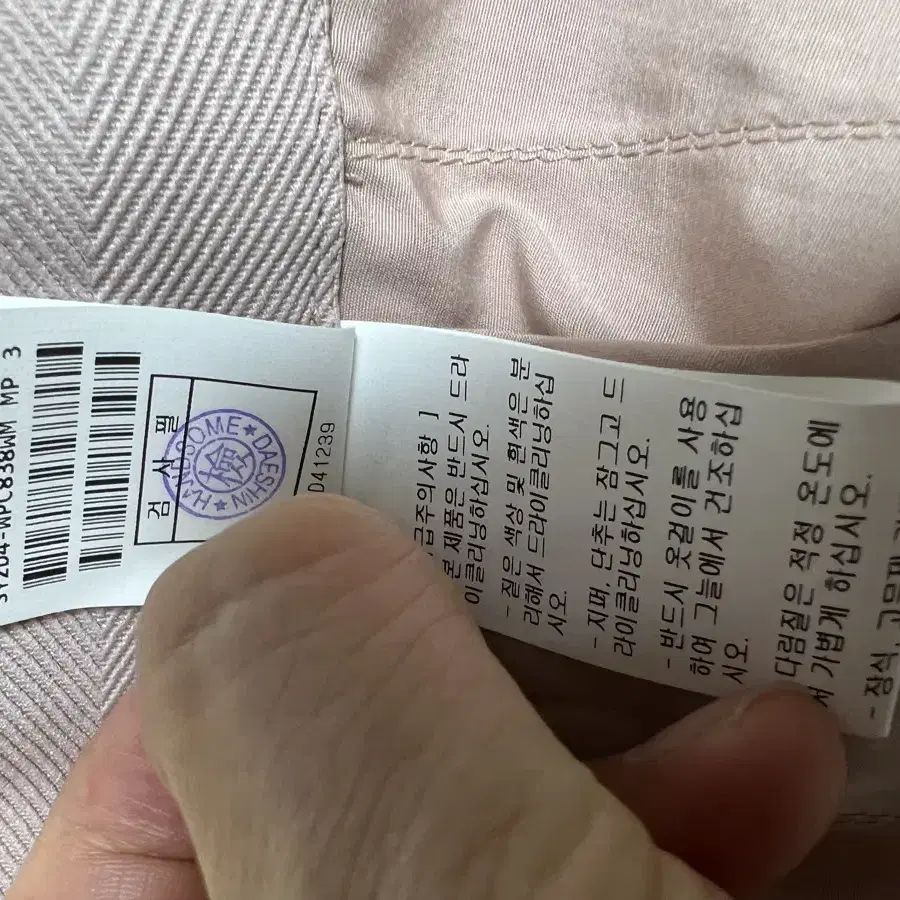 SY2D4-WPC838WM MP 3
검 사 필
HANDSOME★DAESHIN★
優
D41239
급주의사항 ]
본 제품은 반드시 드라
이클리닝하십시오.
- 짙은 색상 및 흰색은 분
리해서 드라이클리닝하십
시오.
- 지퍼, 단추는 잠그고 드
라이클리닝하십시오.
- 반드시 옷걸이를 사용
하여 그늘에서 건조하십
시오.
다림질은 적정 온도에
서 가볍게 하십시오.
- 장식,